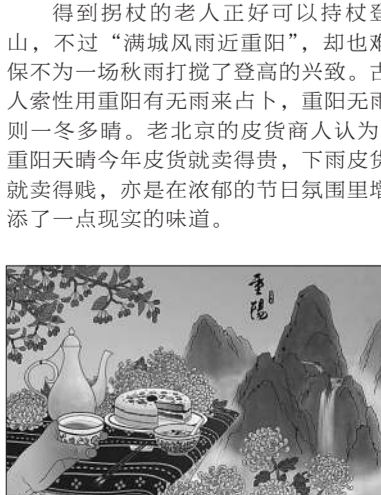 得到拐杖的老人正好可以持杖登
山，不过“满城风雨近重阳”，却也难
保不为一场秋雨打搅了登高的兴致。古
人索性用重阳有无雨来占卜，重阳无雨
则一冬多晴。老北京的皮货商人认为
重阳天晴今年皮货就卖得贵，下雨皮货
就卖得贱，亦是在浓郁的节日氛围里增
添了一点现实的味道。
重陽